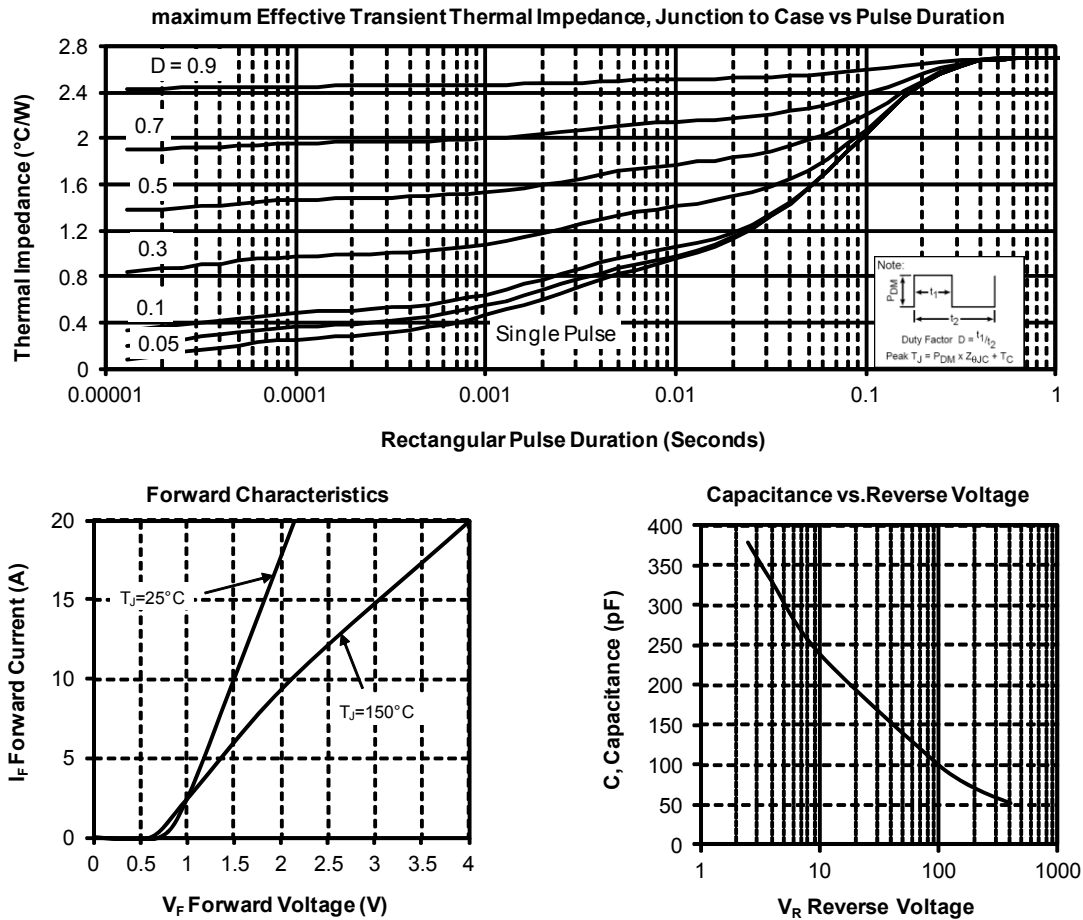 maximum Effective Transient Thermal Impedance, Junction to Case vs Pulse Duration
Thermal Impedance (°C/W)
2.8
2.4
2
1.6
1.2
0.8
0.4
0
D = 0.9
0.7
0.5
0.3
0.1
0.05
Single Pulse
Note:
PDM
t1
t2
Duty Factor D = t1/t2
Peak TJ = PDM x ZθJC + TC
0.00001 0.0001 0.001 0.01 0.1 1
Rectangular Pulse Duration (Seconds)
Forward Characteristics
IF Forward Current (A)
20
15
10
5
0
TJ=25°C
TJ=150°C
0 0.5 1 1.5 2 2.5 3 3.5 4
VF Forward Voltage (V)
Capacitance vs.Reverse Voltage
C, Capacitance (pF)
400
350
300
250
200
150
100
50
0
1 10 100 1000
VR Reverse Voltage